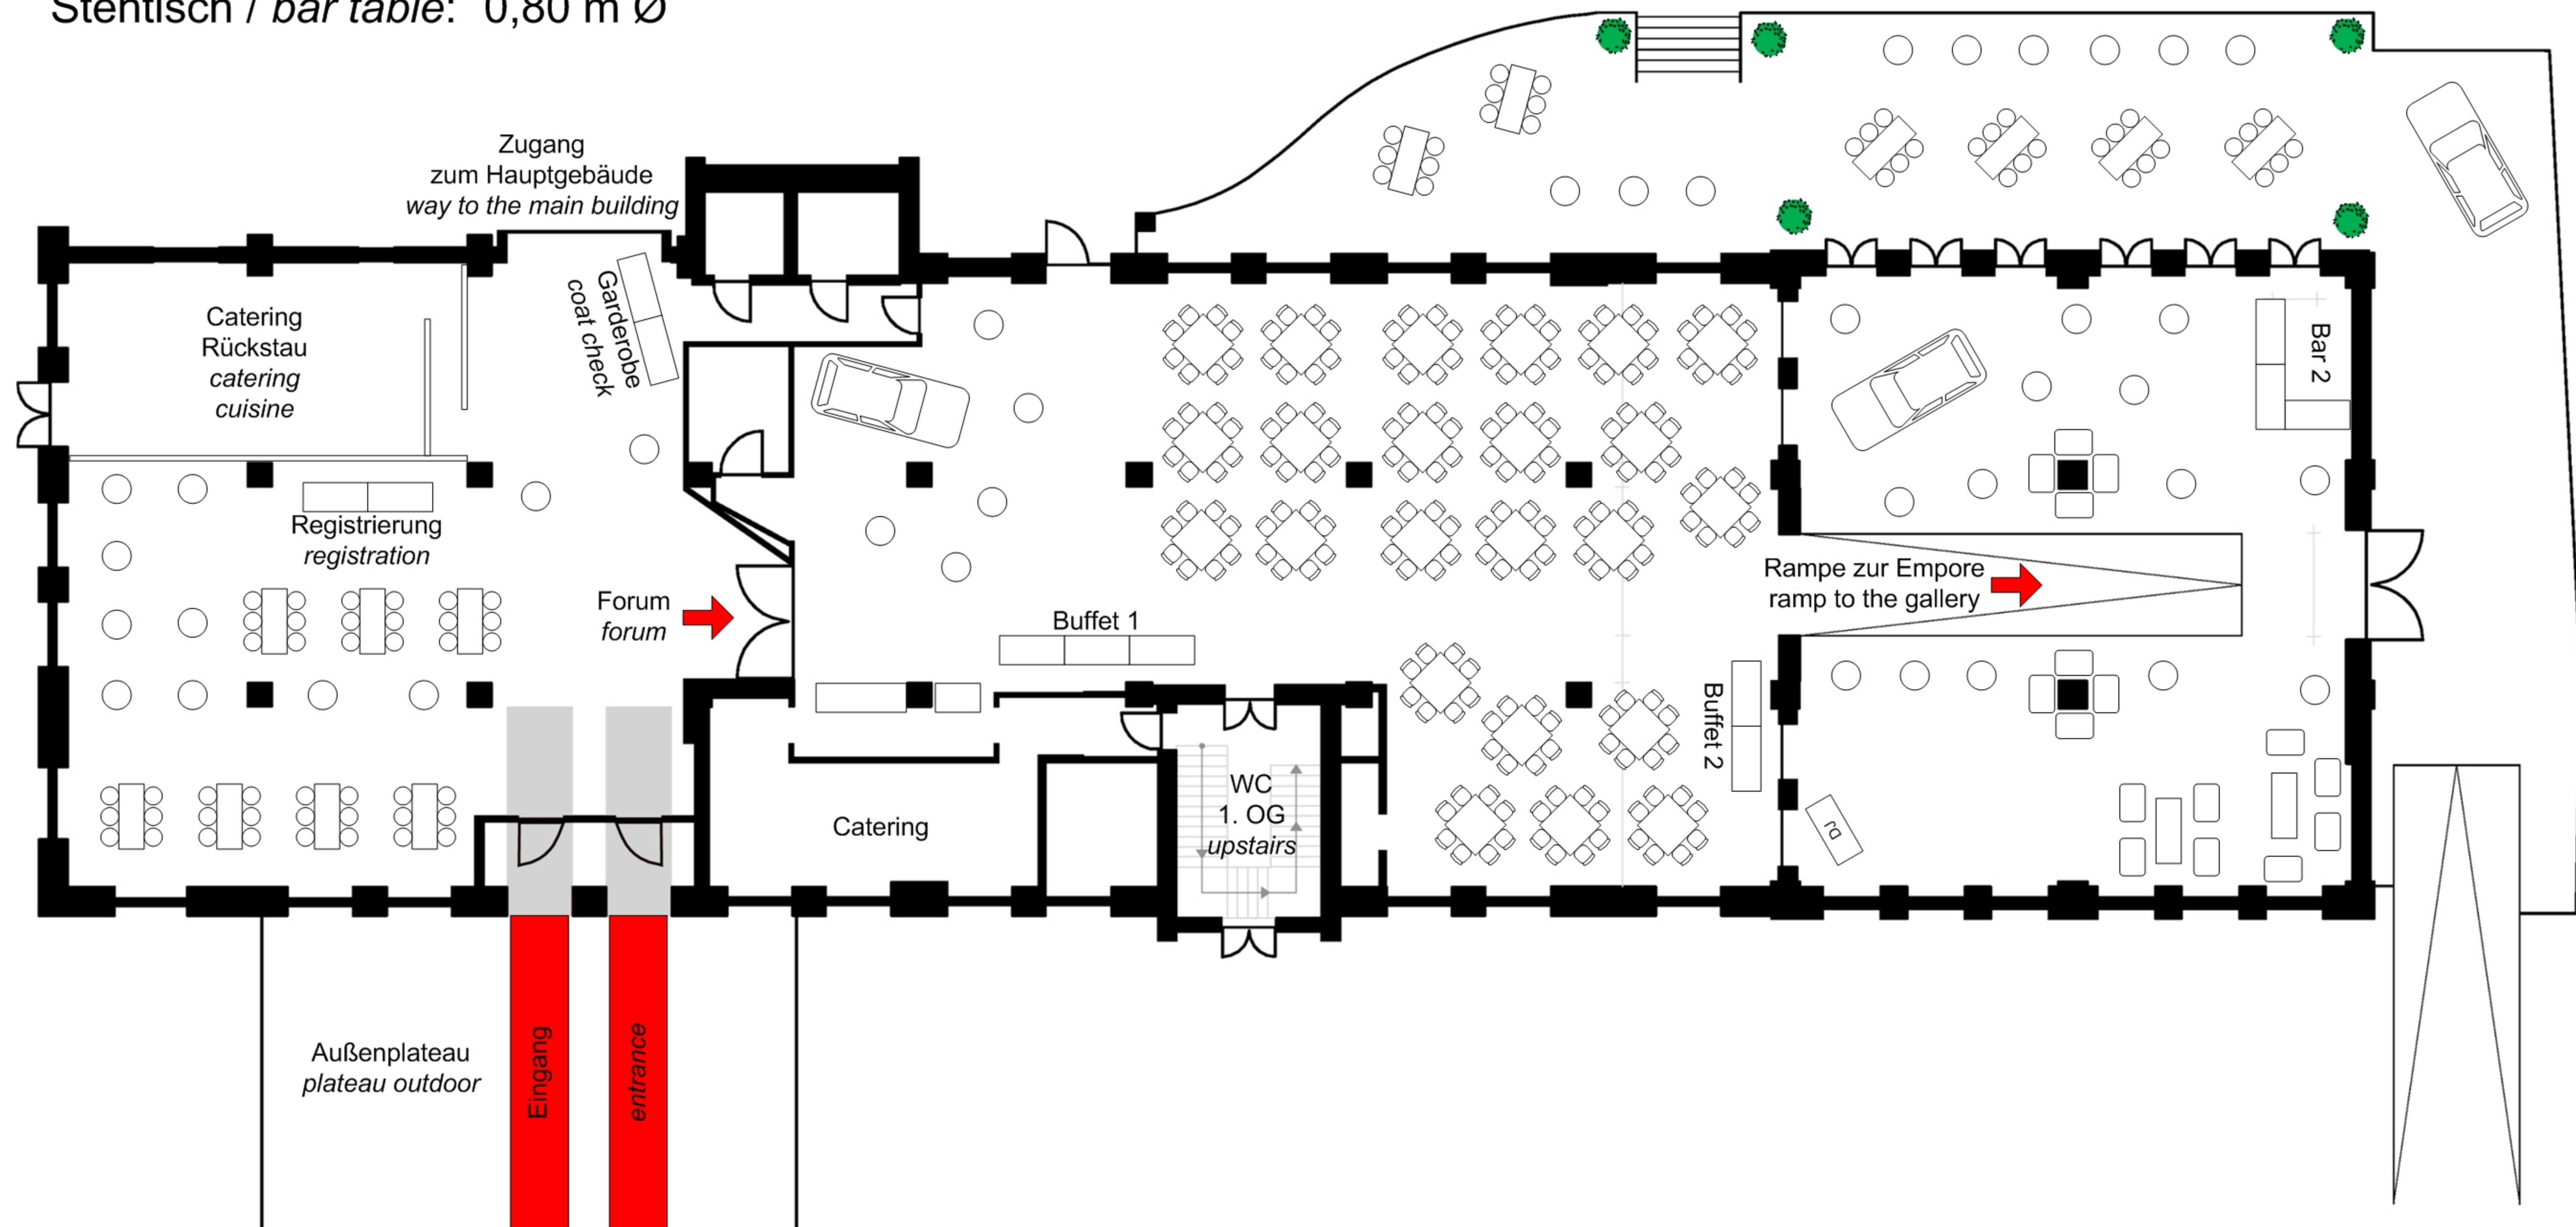 Stehtisch / bar table: 0,80 m Ø
Zugang
zum Hauptgebäude
way to the main building
Catering
Rückstau
catering
cuisine
Garderobe
coat check
Registrierung
registration
Forum
forum
Buffet 1
Buffet 2
Bar 2
Rampe zur Empore
ramp to the gallery
DJ
WC
1. OG
upstairs
Catering
Außenplateau
plateau outdoor
Eingang
entrance